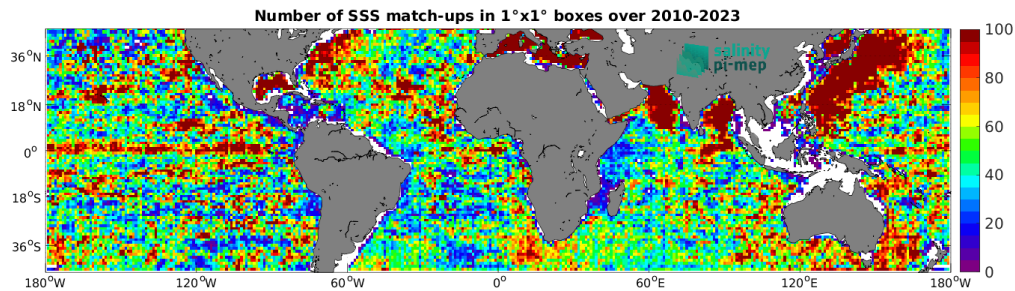 Number of SSS match-ups in 1°x1° boxes over 2010-2023
salinity
pi-mep
36°N
18°N
0°
18°S
36°S
180°W
120°W
60°W
0°
60°W
120°W
180°W
100
80
60
40
20
0